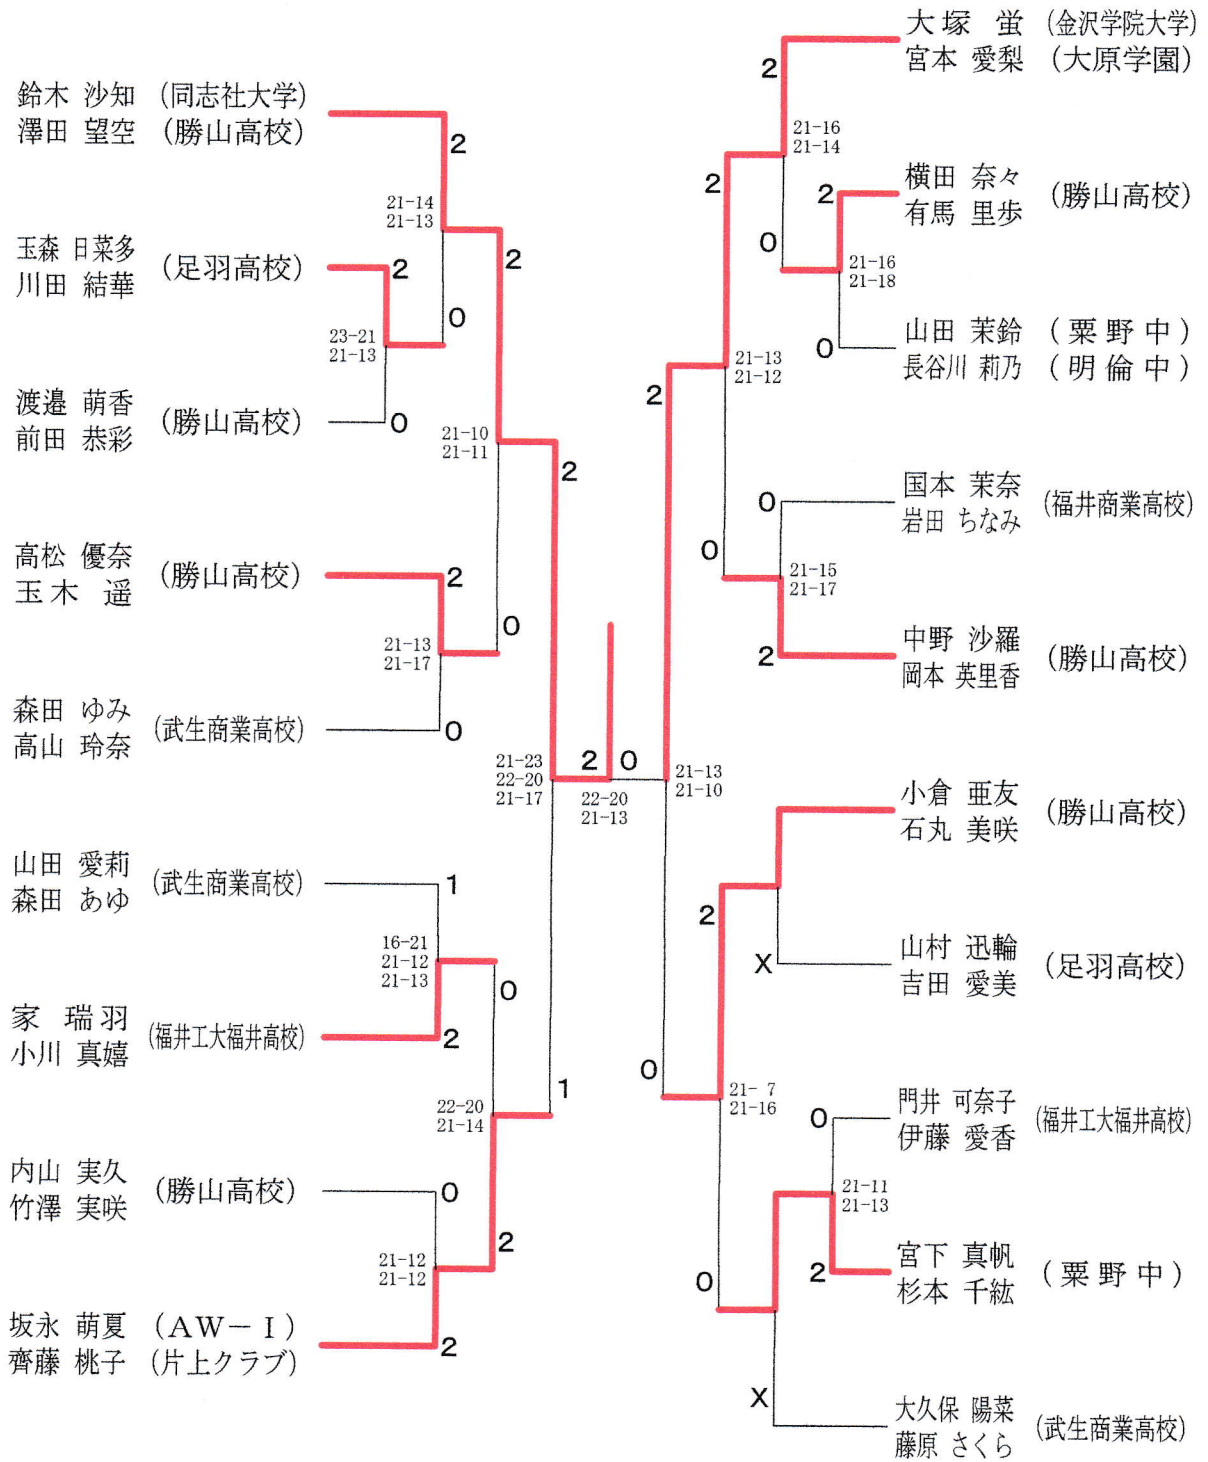 鈴木 沙知 (同志社大学)
澤田 望空 (勝山高校)
2
21-14
21-13
玉森 日菜多
川田 結華
(足羽高校)
2
2
0
23-21
21-13
渡邉 萌香
前田 恭彩
(勝山高校)
0
21-10
21-11
2
高松 優奈
玉木 遥
(勝山高校)
2
0
21-13
21-17
森田 ゆみ
高山 玲奈
(武生商業高校)
0
21-23
22-20
21-17
2
0
22-20
21-13
山田 愛莉
森田 あゆ
(武生商業高校)
1
16-21
21-12
21-13
0
家 瑞羽
小川 真嬉
(福井工大福井高校)
2
1
22-20
21-14
内山 実久
竹澤 実咲
(勝山高校)
0
2
21-12
21-12
坂永 萌夏 (AW-I)
齊藤 桃子 (片上クラブ)
2
大塚 蛍 (金沢学院大学)
宮本 愛梨 (大原学園)
2
21-16
21-14
横田 奈々
有馬 里歩
(勝山高校)
2
2
0
21-16
21-18
山田 茉鈴 (粟野中)
長谷川 莉乃 (明倫中)
0
21-13
21-12
2
国本 茉奈
岩田 ちなみ
(福井商業高校)
0
0
21-15
21-17
中野 沙羅
岡本 英里香
(勝山高校)
2
21-13
21-10
小倉 亜友
石丸 美咲
(勝山高校)
2
山村 迅輪
吉田 愛美
(足羽高校)
X
0
21- 7
21-16
門井 可奈子
伊藤 愛香
(福井工大福井高校)
0
21-11
21-13
宮下 真帆
杉本 千紘
(粟野中)
2
0
X
大久保 陽菜
藤原 さくら
(武生商業高校)